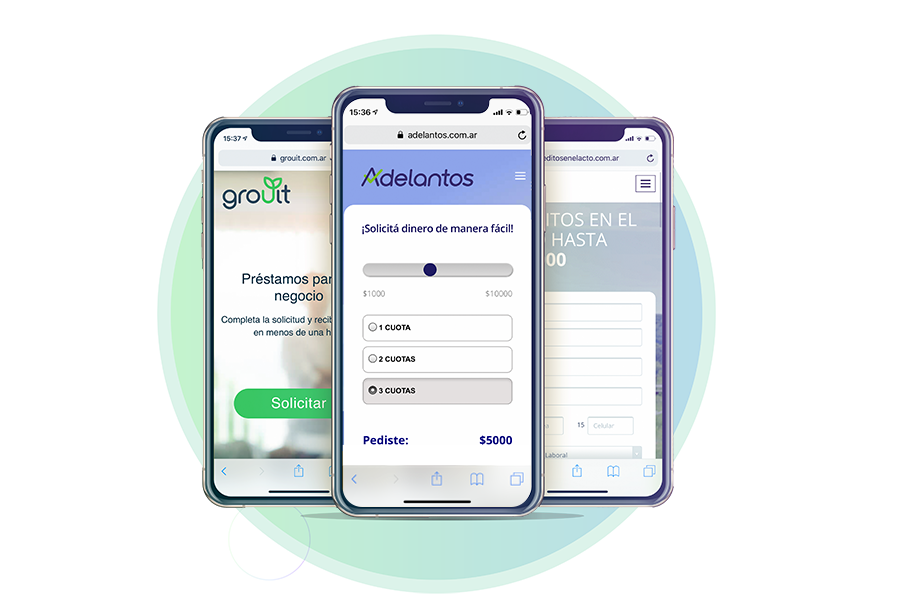 15:37
grouit.com.ar
grouit
Préstamos par
negocio
Completa la solicitud y recib
en menos de una h
Solicitar
15:36
adelantos.com.ar
Adelantos
¡Solicitá dinero de manera fácil!
$1000
$10000
1 CUOTA
2 CUOTAS
3 CUOTAS
Pediste:
$5000
editosenelacto.com.ar
ITOS EN EL
HASTA
00
15
Celular
Laboral